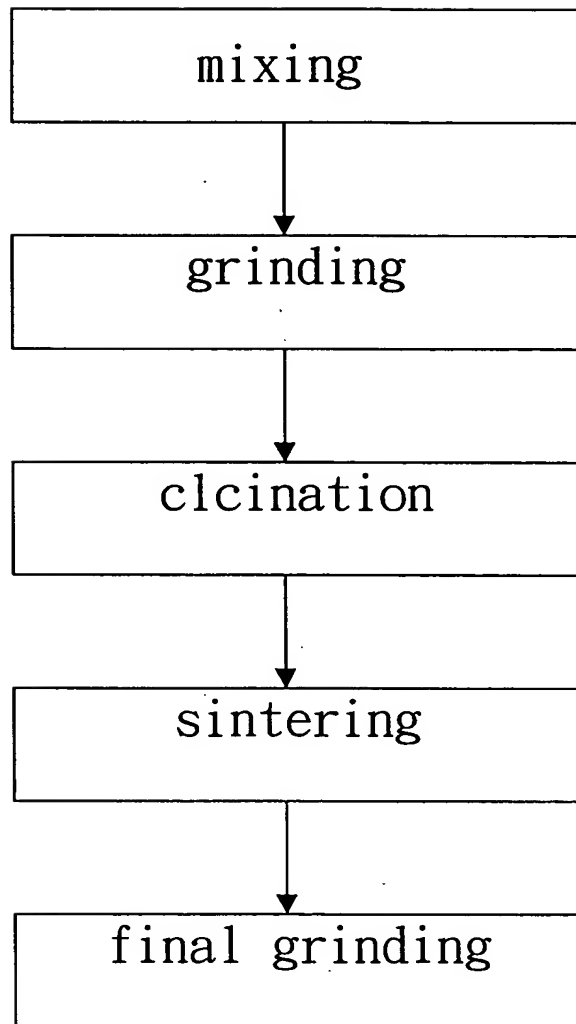 mixing
grinding
clcination
sintering
final grinding